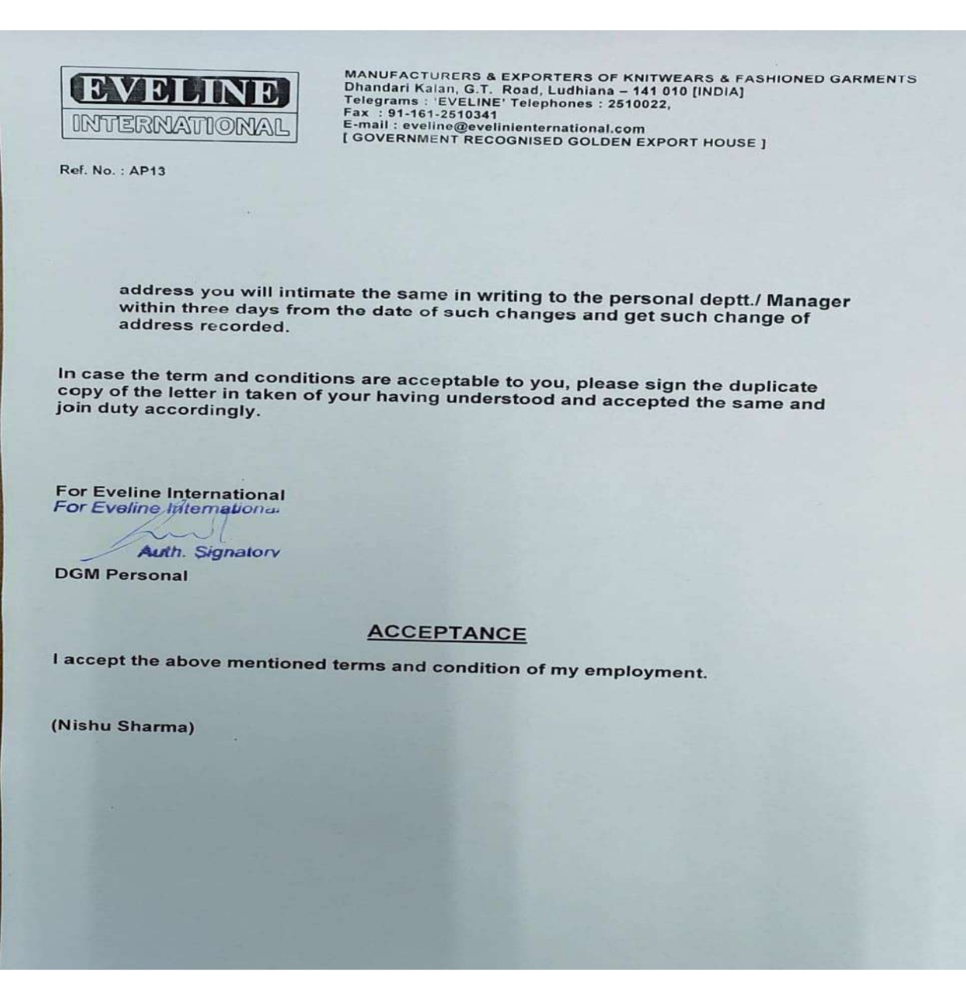 EVELINE
INTERNATIONAL
MANUFACTURERS & EXPORTERS OF KNITWEARS & FASHIONED GARMENTS
Dhandari Kalan, G.T. Road, Ludhiana – 141 010 [INDIA]
Telegrams : 'EVELINE' Telephones : 2510022,
Fax : 91-161-2510341
E-mail : eveline@evelinienternational.com
[ GOVERNMENT RECOGNISED GOLDEN EXPORT HOUSE ]
Ref. No. : AP13
address you will intimate the same in writing to the personal deptt./ Manager
within three days from the date of such changes and get such change of
address recorded.
In case the term and conditions are acceptable to you, please sign the duplicate
copy of the letter in taken of your having understood and accepted the same and
join duty accordingly.
For Eveline International
For Eveline International
Auth. Signatory
DGM Personal
ACCEPTANCE
I accept the above mentioned terms and condition of my employment.
(Nishu Sharma)